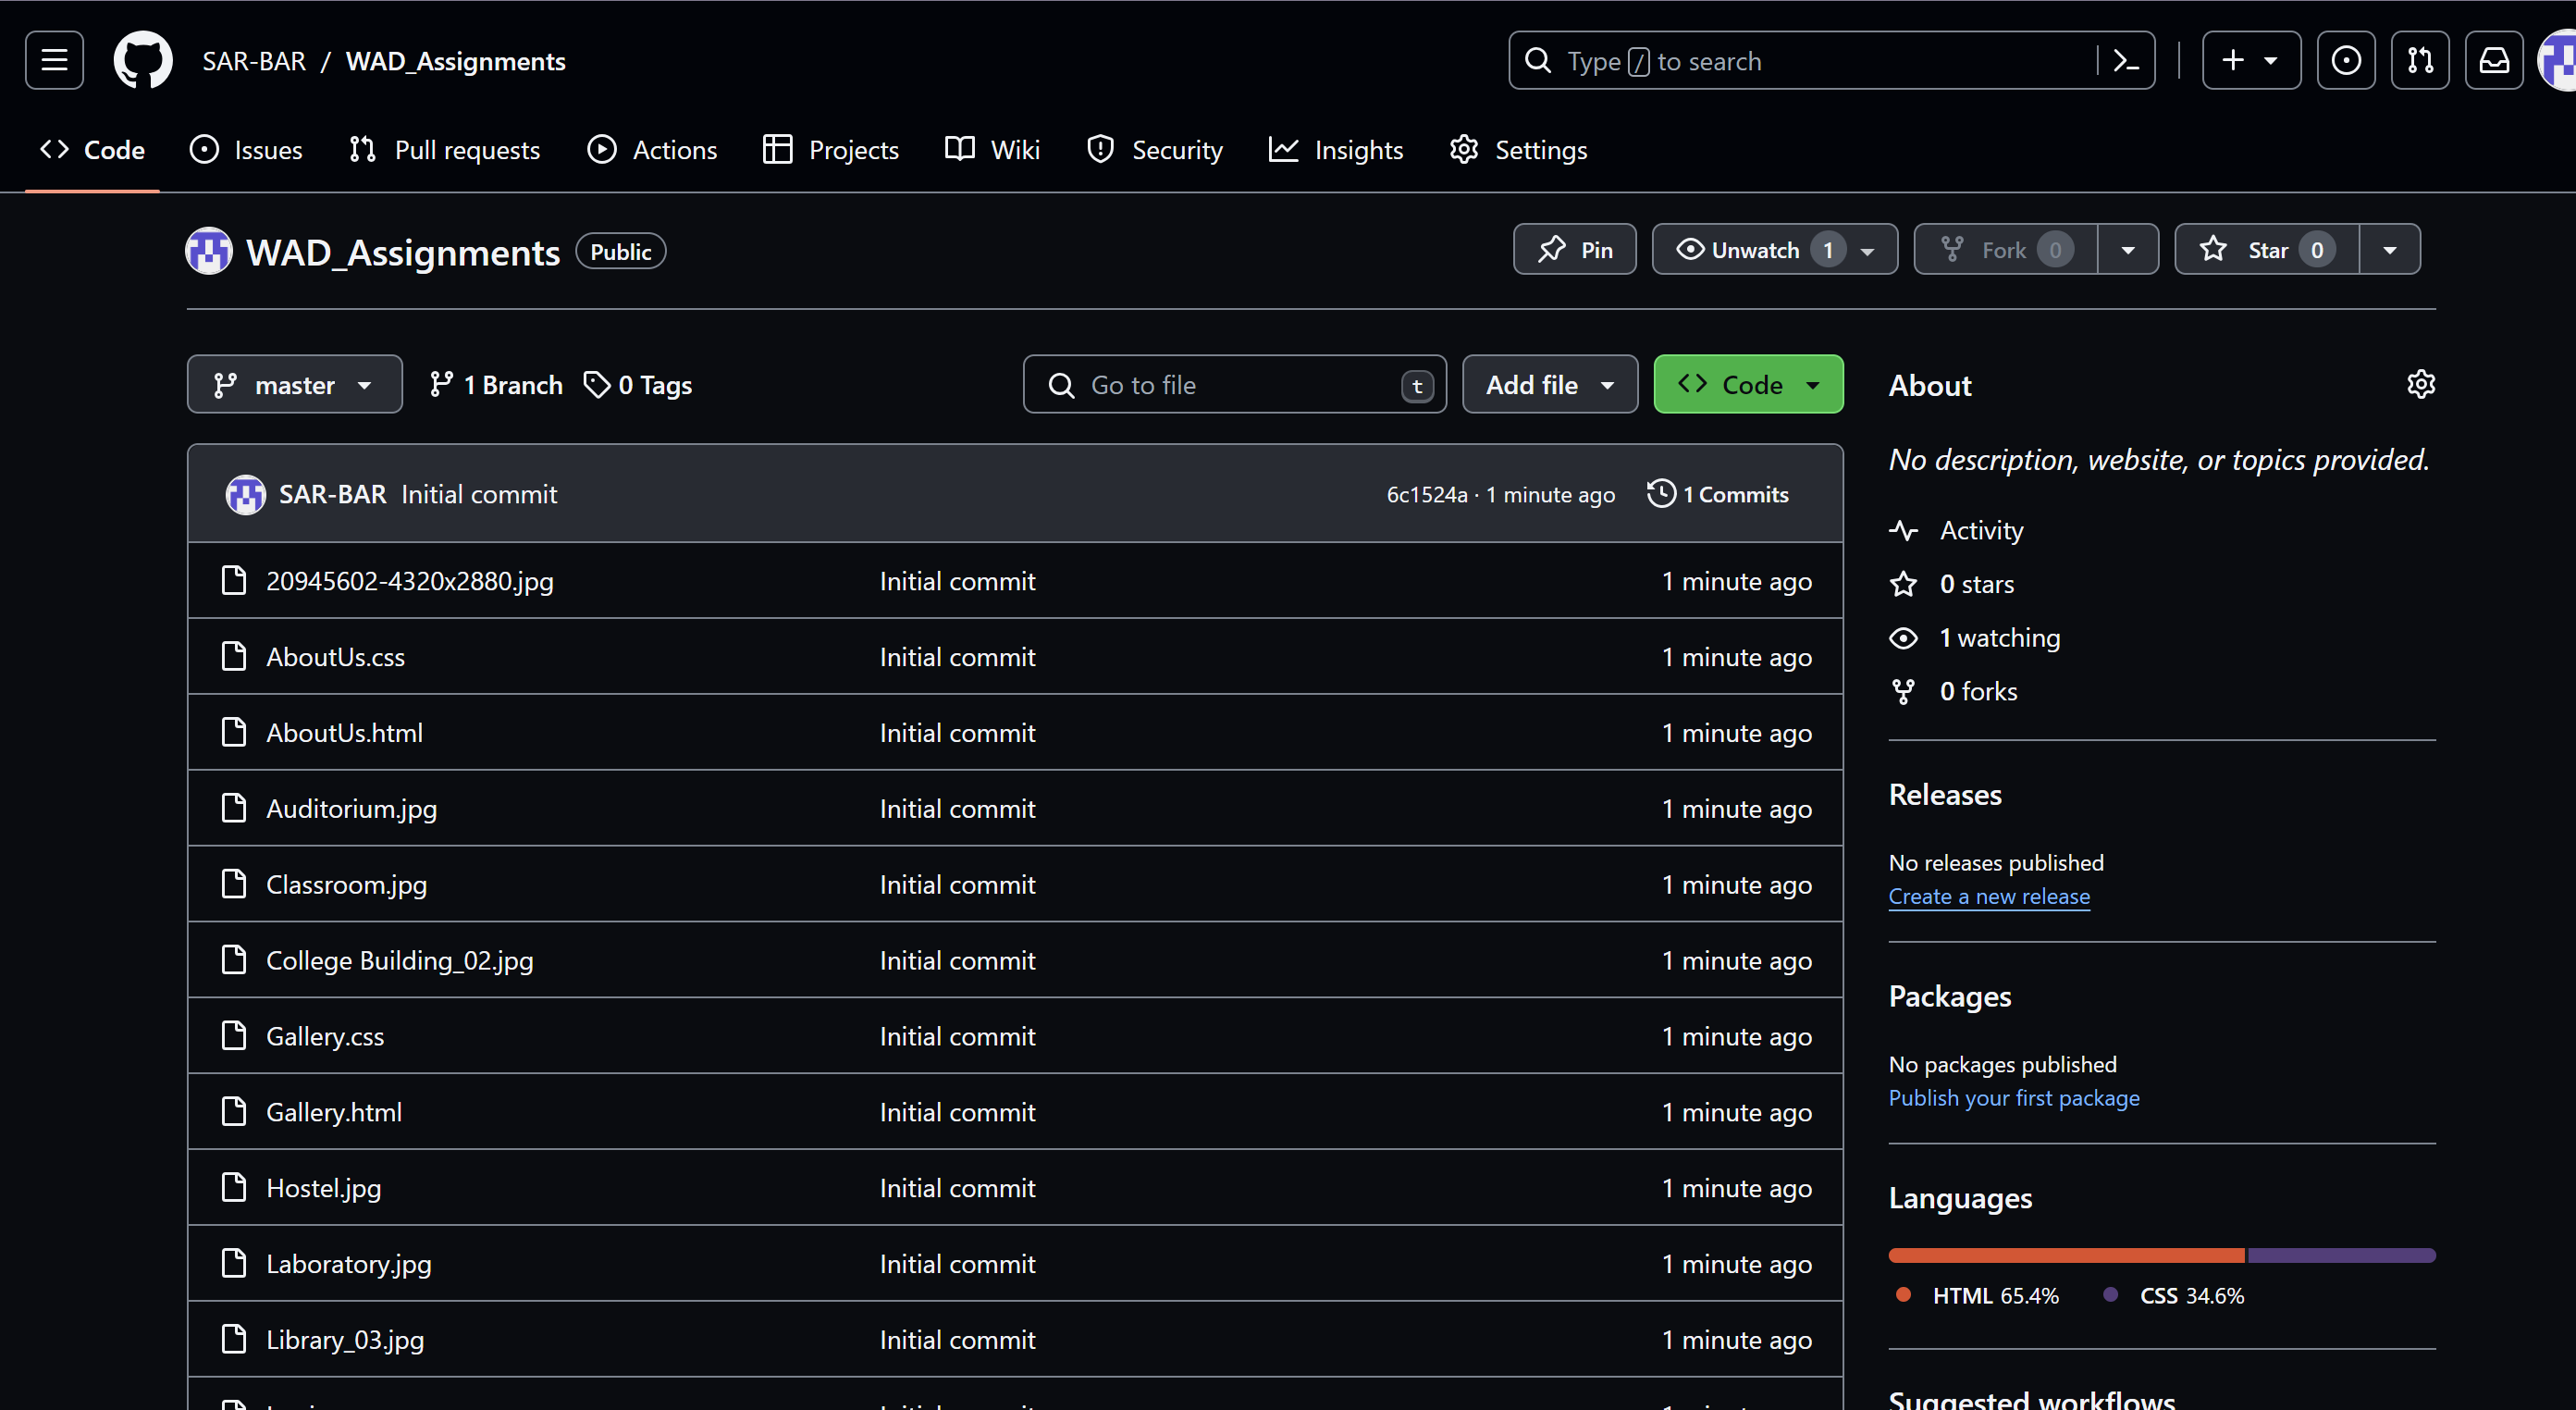 SAR-BAR / WAD_Assignments
Type / to search
Code Issues Pull requests Actions Projects Wiki Security Insights Settings
WAD_Assignments Public
Pin Unwatch 1 Fork 0 Star 0
master 1 Branch 0 Tags Go to file t Add file Code
SAR-BAR Initial commit 6c1524a · 1 minute ago 1 Commits
20945602-4320x2880.jpg Initial commit 1 minute ago
AboutUs.css Initial commit 1 minute ago
AboutUs.html Initial commit 1 minute ago
Auditorium.jpg Initial commit 1 minute ago
Classroom.jpg Initial commit 1 minute ago
College Building_02.jpg Initial commit 1 minute ago
Gallery.css Initial commit 1 minute ago
Gallery.html Initial commit 1 minute ago
Hostel.jpg Initial commit 1 minute ago
Laboratory.jpg Initial commit 1 minute ago
Library_03.jpg Initial commit 1 minute ago
About
No description, website, or topics provided.
Activity
0 stars
1 watching
0 forks
Releases
No releases published
Create a new release
Packages
No packages published
Publish your first package
Languages
HTML 65.4% CSS 34.6%
Suggested workflows